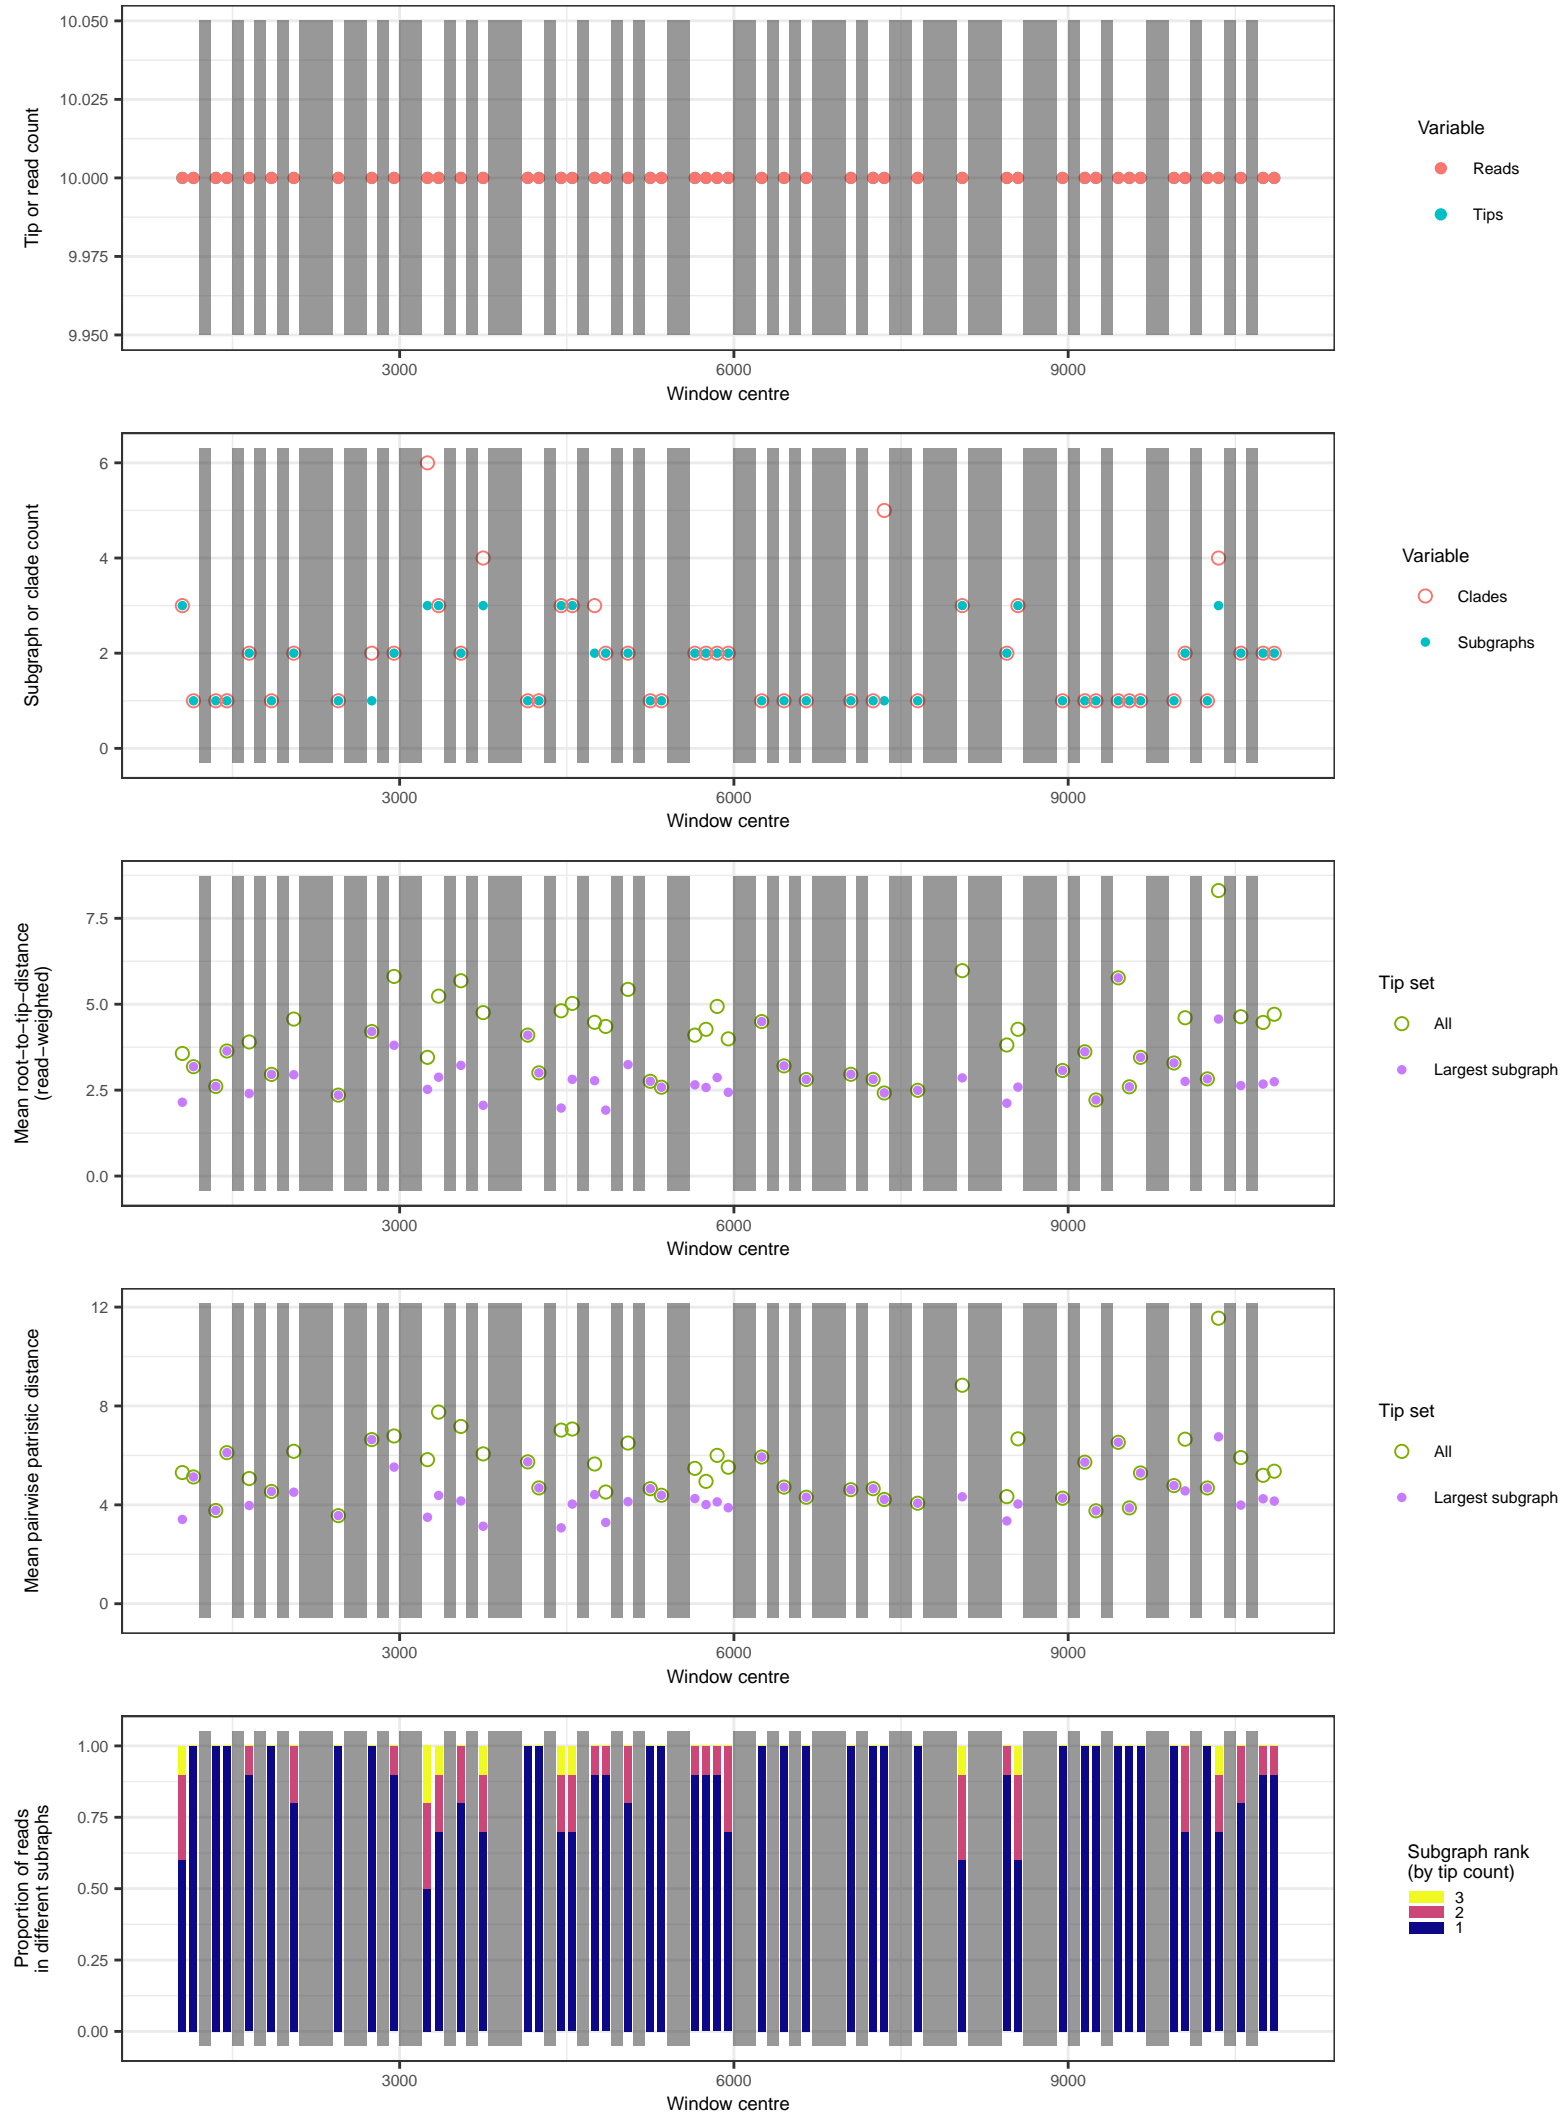 10.050
10.025
10.000
9.975
9.950
Tip or read count
3000 6000 9000
Window centre
Variable
Reads
Tips
6
4
2
0
Subgraph or clade count
3000 6000 9000
Window centre
Variable
Clades
Subgraphs
7.5
5.0
2.5
0.0
Mean root-to-tip-distance
(read-weighted)
3000 6000 9000
Window centre
Tip set
All
Largest subgraph
12
8
4
0
Mean pairwise patristic distance
3000 6000 9000
Window centre
Tip set
All
Largest subgraph
1.00
0.75
0.50
0.25
0.00
Proportion of reads
in different subraphs
3000 6000 9000
Window centre
Subgraph rank
(by tip count)
3
2
1